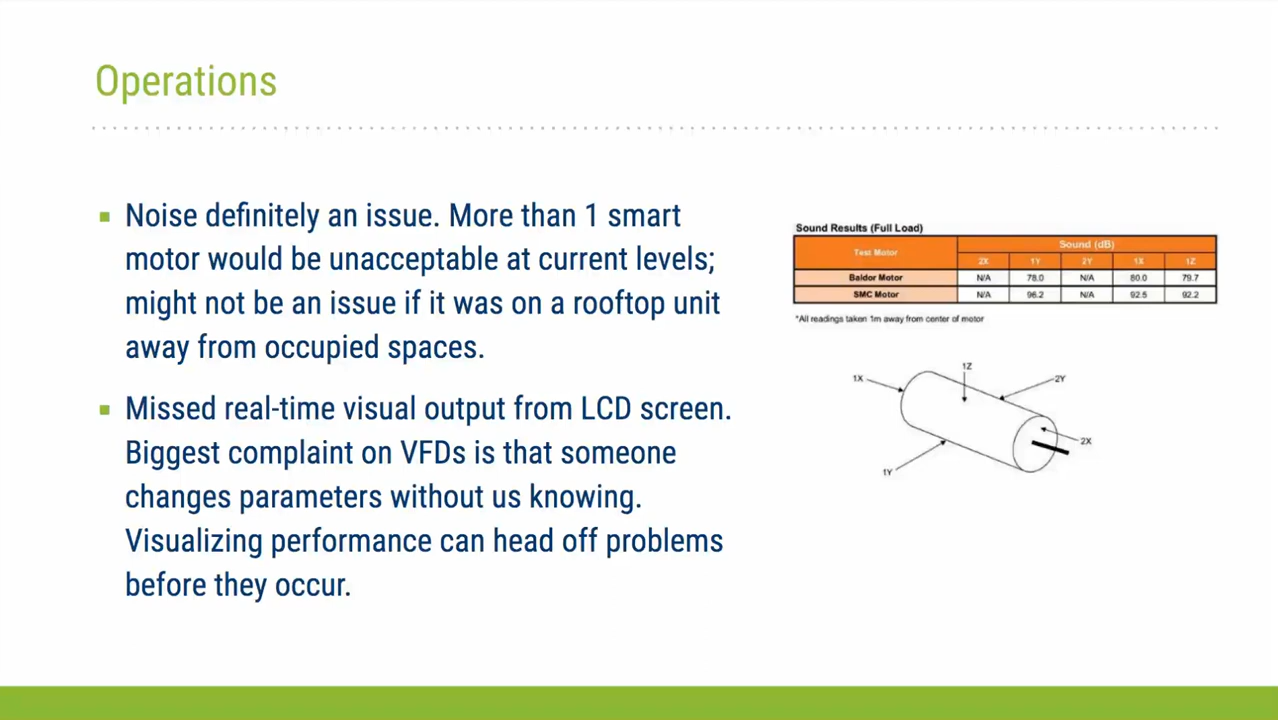 Operations
Noise definitely an issue. More than 1 smart
motor would be unacceptable at current levels;
might not be an issue if it was on a rooftop unit
away from occupied spaces.
Missed real-time visual output from LCD screen.
Biggest complaint on VFDs is that someone
changes parameters without us knowing.
Visualizing performance can head off problems
before they occur.
Sound Results (Full Load)
Test Motor Sound (dB)
2X 1Y 2Y 1X 1Z
Baldor Motor N/A 78.0 N/A 80.0 79.7
SMC Motor N/A 96.2 N/A 92.5 92.2
*All readings taken 1m away from center of motor
1Z
1X
2Y
2X
1Y